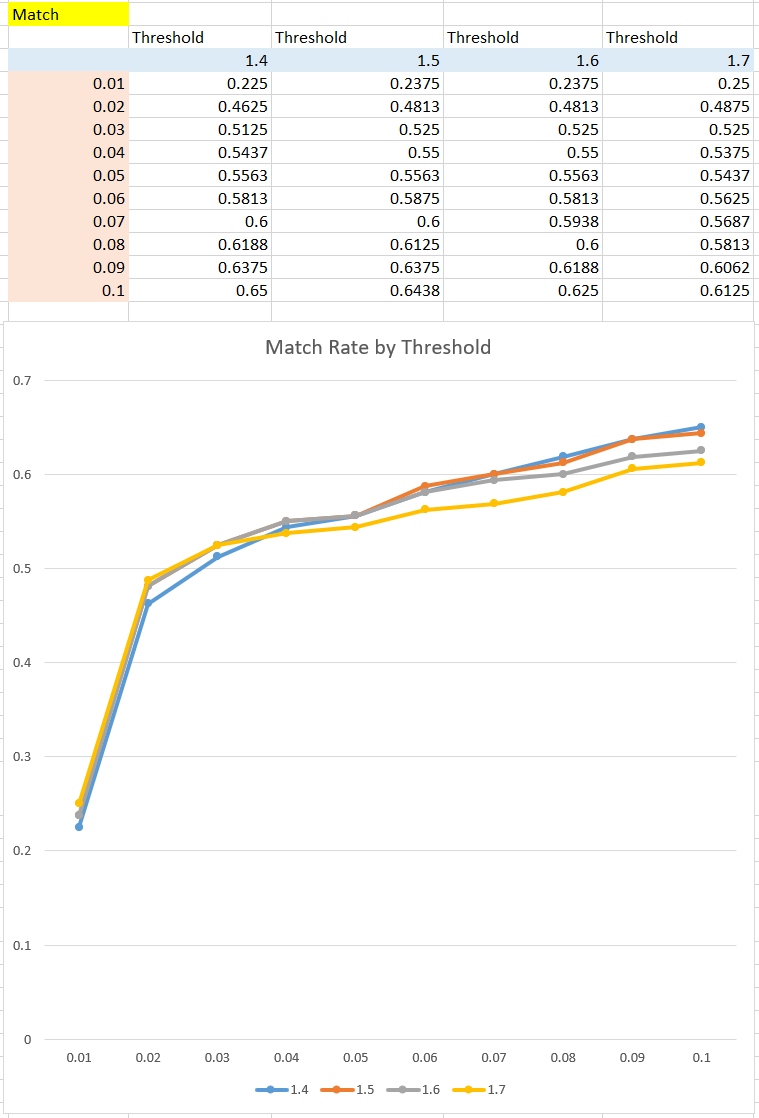 Match
Threshold Threshold Threshold Threshold
1.4 1.5 1.6 1.7
0.01 0.225 0.2375 0.2375 0.25
0.02 0.4625 0.4813 0.4813 0.4875
0.03 0.5125 0.525 0.525 0.525
0.04 0.5437 0.55 0.55 0.5375
0.05 0.5563 0.5563 0.5563 0.5437
0.06 0.5813 0.5875 0.5813 0.5625
0.07 0.6 0.6 0.5938 0.5687
0.08 0.6188 0.6125 0.6 0.5813
0.09 0.6375 0.6375 0.6188 0.6062
0.1 0.65 0.6438 0.625 0.6125
Match Rate by Threshold
0.7
0.6
0.5
0.4
0.3
0.2
0.1
0
0.01 0.02 0.03 0.04 0.05 0.06 0.07 0.08 0.09 0.1
1.4 1.5 1.6 1.7